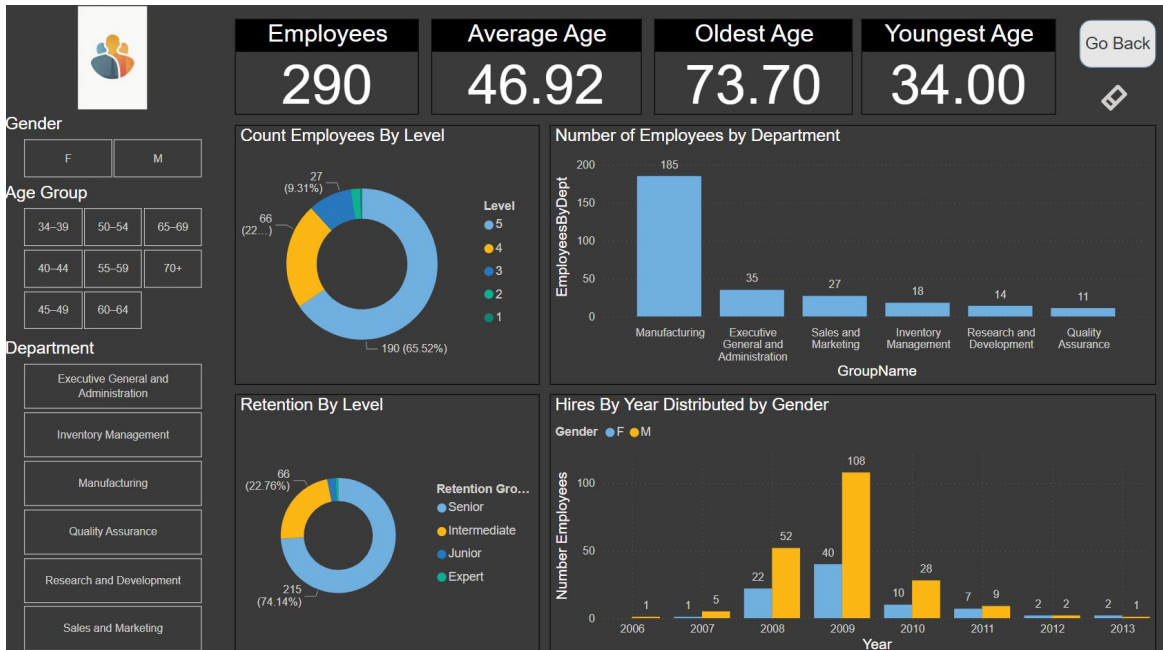 Employees
290
Average Age
46.92
Oldest Age
73.70
Youngest Age
34.00
Go Back
Gender
F
M
Age Group
34–39
50–54
65–69
40–44
55–59
70+
45–49
60–64
Department
Executive General and
Administration
Inventory Management
Manufacturing
Quality Assurance
Research and Development
Sales and Marketing
Count Employees By Level
27
(9.31%)
66
(22....)
190 (65.52%)
Level
5
4
3
2
1
Number of Employees by Department
EmployeesByDept
200
150
100
50
0
185
35
27
18
14
11
Manufacturing
Executive
General and
Administration
Sales and
Marketing
Inventory
Management
Research and
Development
Quality
Assurance
GroupName
Retention By Level
66
(22.76%)
215
(74.14%)
Retention Gro...
Senior
Intermediate
Junior
Expert
Hires By Year Distributed by Gender
Gender F M
Number Employees
100
50
0
1
1
5
22
52
40
108
10
28
7
9
2
2
2
1
2006
2007
2008
2009
2010
2011
2012
2013
Year